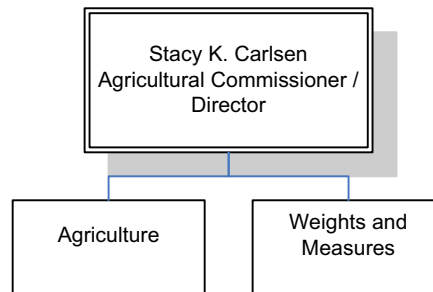 Stacy K. Carlsen
Agricultural Commissioner /
Director
Agriculture
Weights and
Measures